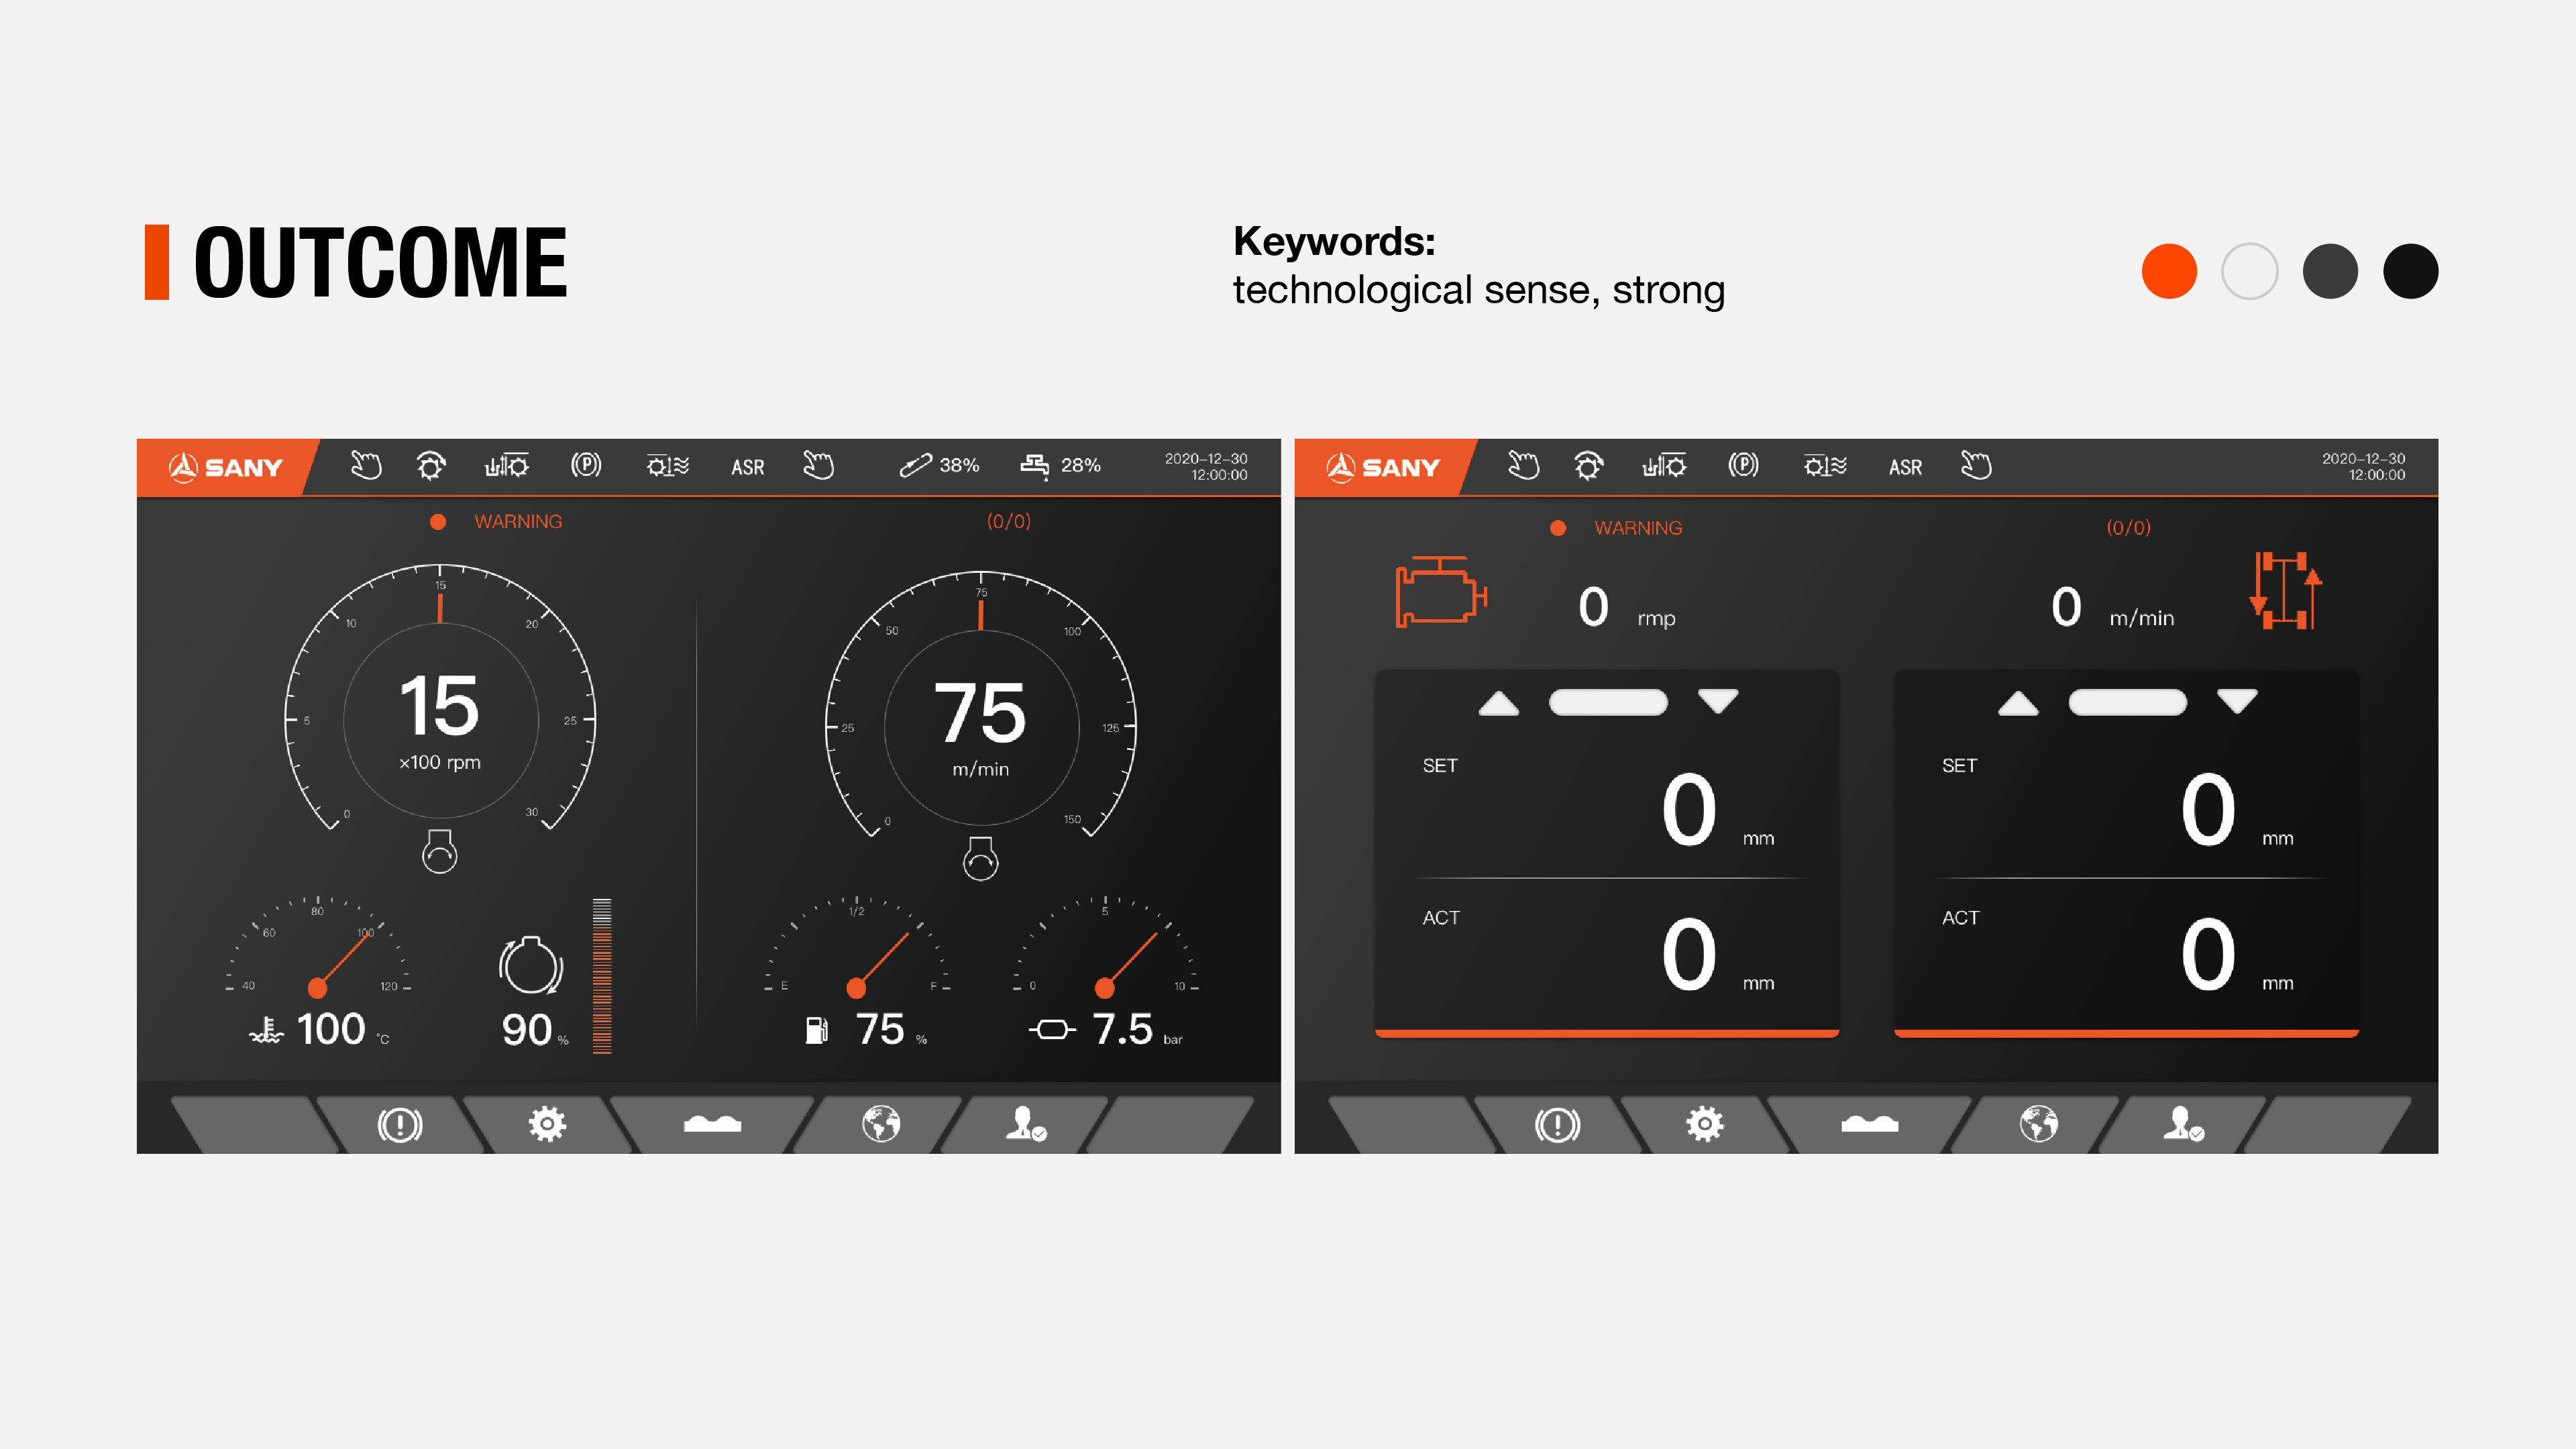 OUTCOME
Keywords:
technological sense, strong
SANY
ASR
38%
28%
2020-12-30
12:00:00
WARNING
(0/0)
0
5
10
15
20
25
30
15
×100 rpm
0
25
50
75
100
125
150
75
m/min
40
60
80
100
120
100 °C
90 %
E
1/2
F
75 %
0
5
10
7.5 bar
SANY
ASR
2020-12-30
12:00:00
WARNING
(0/0)
0 rmp
0 m/min
SET
0 mm
ACT
0 mm
SET
0 mm
ACT
0 mm